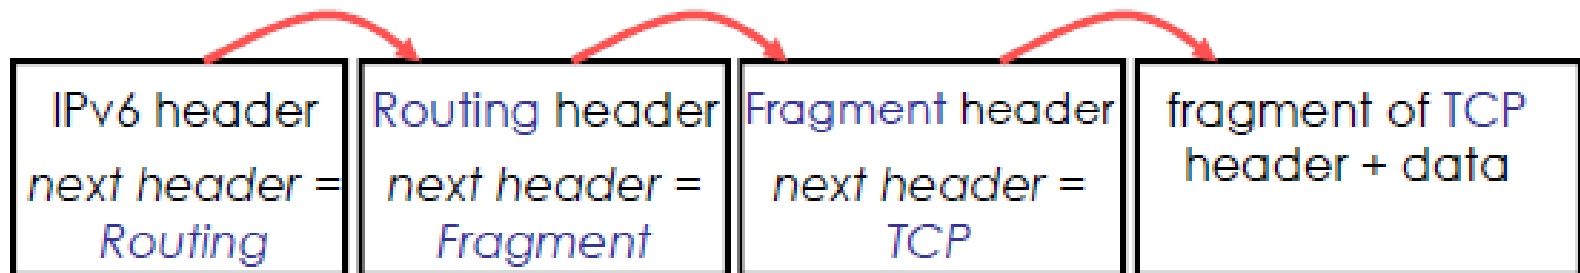 IPv6 header
next header =
Routing
Routing header
next header =
Fragment
Fragment header
next header =
TCP
fragment of TCP
header + data